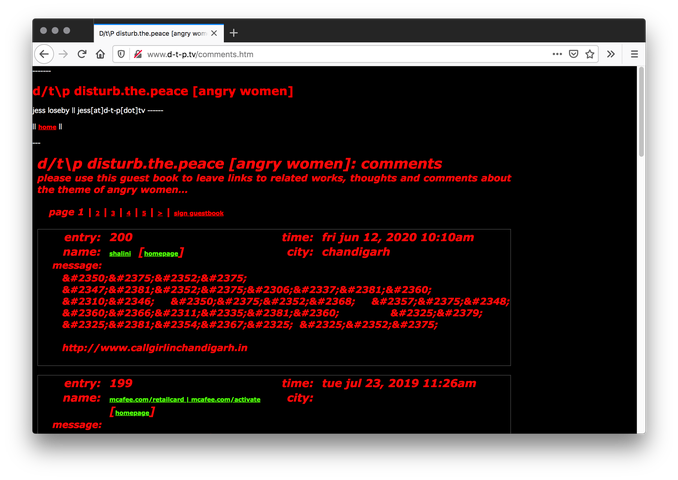 D/t\P disturb.the.peace [angry wom
www.d-t-p.tv/comments.htm
-------
d/t\p disturb.the.peace [angry women]
jess loseby || jess[at]d-t-p[dot]tv ------
|| home ||
---
d/t\p disturb.the.peace [angry women]: comments
please use this guest book to leave links to related works, thoughts and comments about
the theme of angry women...
page 1 | 2 | 3 | 4 | 5 | > | sign guestbook
entry: 200 time: fri jun 12, 2020 10:10am
name: shalini [homepage] city: chandigarh
message:
&#2350;&#2375;&#2352;&#2375;
&#2347;&#2381;&#2352;&#2375;&#2306;&#2337;&#2381;&#2360;
&#2310;&#2346; &#2350;&#2375;&#2352;&#2368; &#2357;&#2375;&#2348;
&#2360;&#2366;&#2311;&#2335;&#2381;&#2360; &#2325;&#2379;
&#2325;&#2381;&#2354;&#2367;&#2325; &#2325;&#2352;&#2375;
http://www.callgirlinchandigarh.in
entry: 199 time: tue jul 23, 2019 11:26am
name: mcafee.com/retailcard | mcafee.com/activate city:
[homepage]
message: